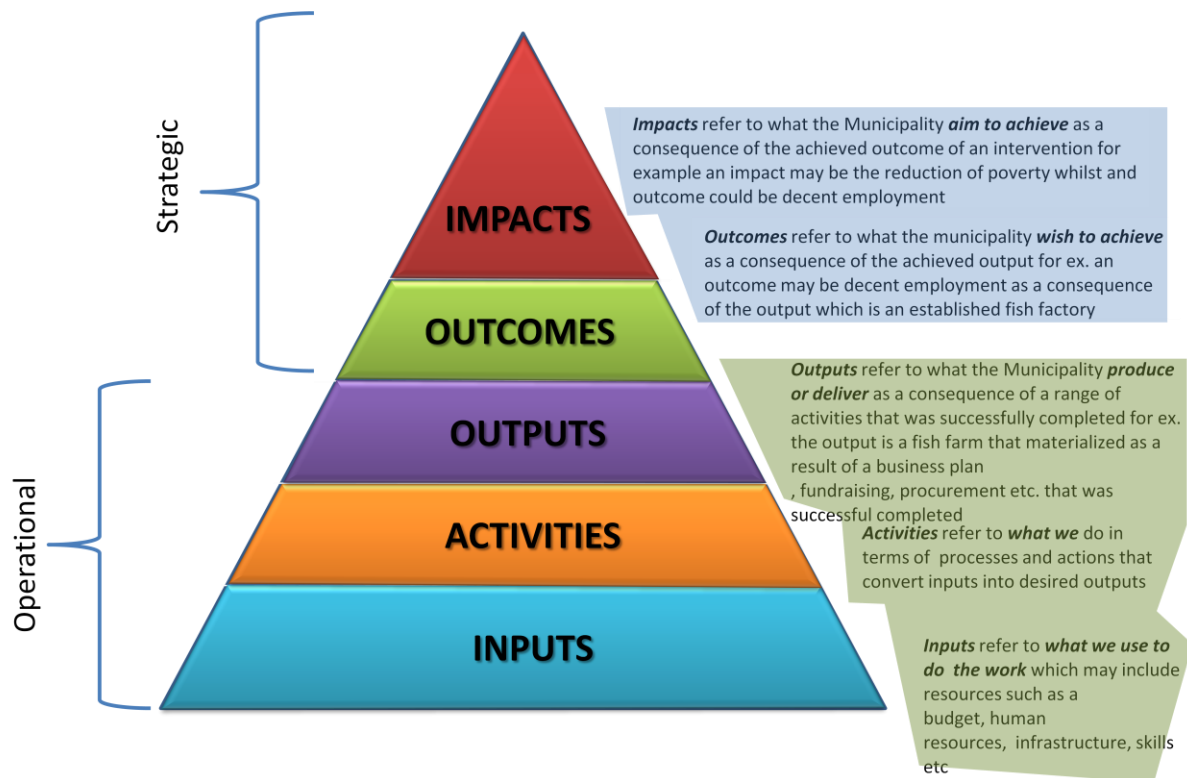 Strategic
Operational
IMPACTS
OUTCOMES
OUTPUTS
ACTIVITIES
INPUTS
Impacts refer to what the Municipality aim to achieve as a
consequence of the achieved outcome of an intervention for
example an impact may be the reduction of poverty whilst and
outcome could be decent employment
Outcomes refer to what the municipality wish to achieve
as a consequence of the achieved output for ex. an
outcome may be decent employment as a consequence
of the output which is an established fish factory
Outputs refer to what the Municipality produce
or deliver as a consequence of a range of
activities that was successfully completed for ex.
the output is a fish farm that materialized as a
result of a business plan
, fundraising, procurement etc. that was
successful completed
Activities refer to what we do in
terms of processes and actions that
convert inputs into desired outputs
Inputs refer to what we use to
do the work which may include
resources such as a
budget, human
resources, infrastructure, skills
etc